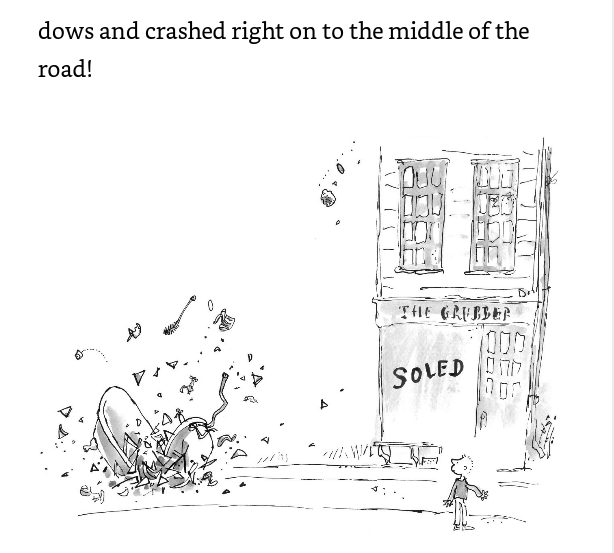 dows and crashed right on to the middle of the
road!
THE GRUBBER
SOLED